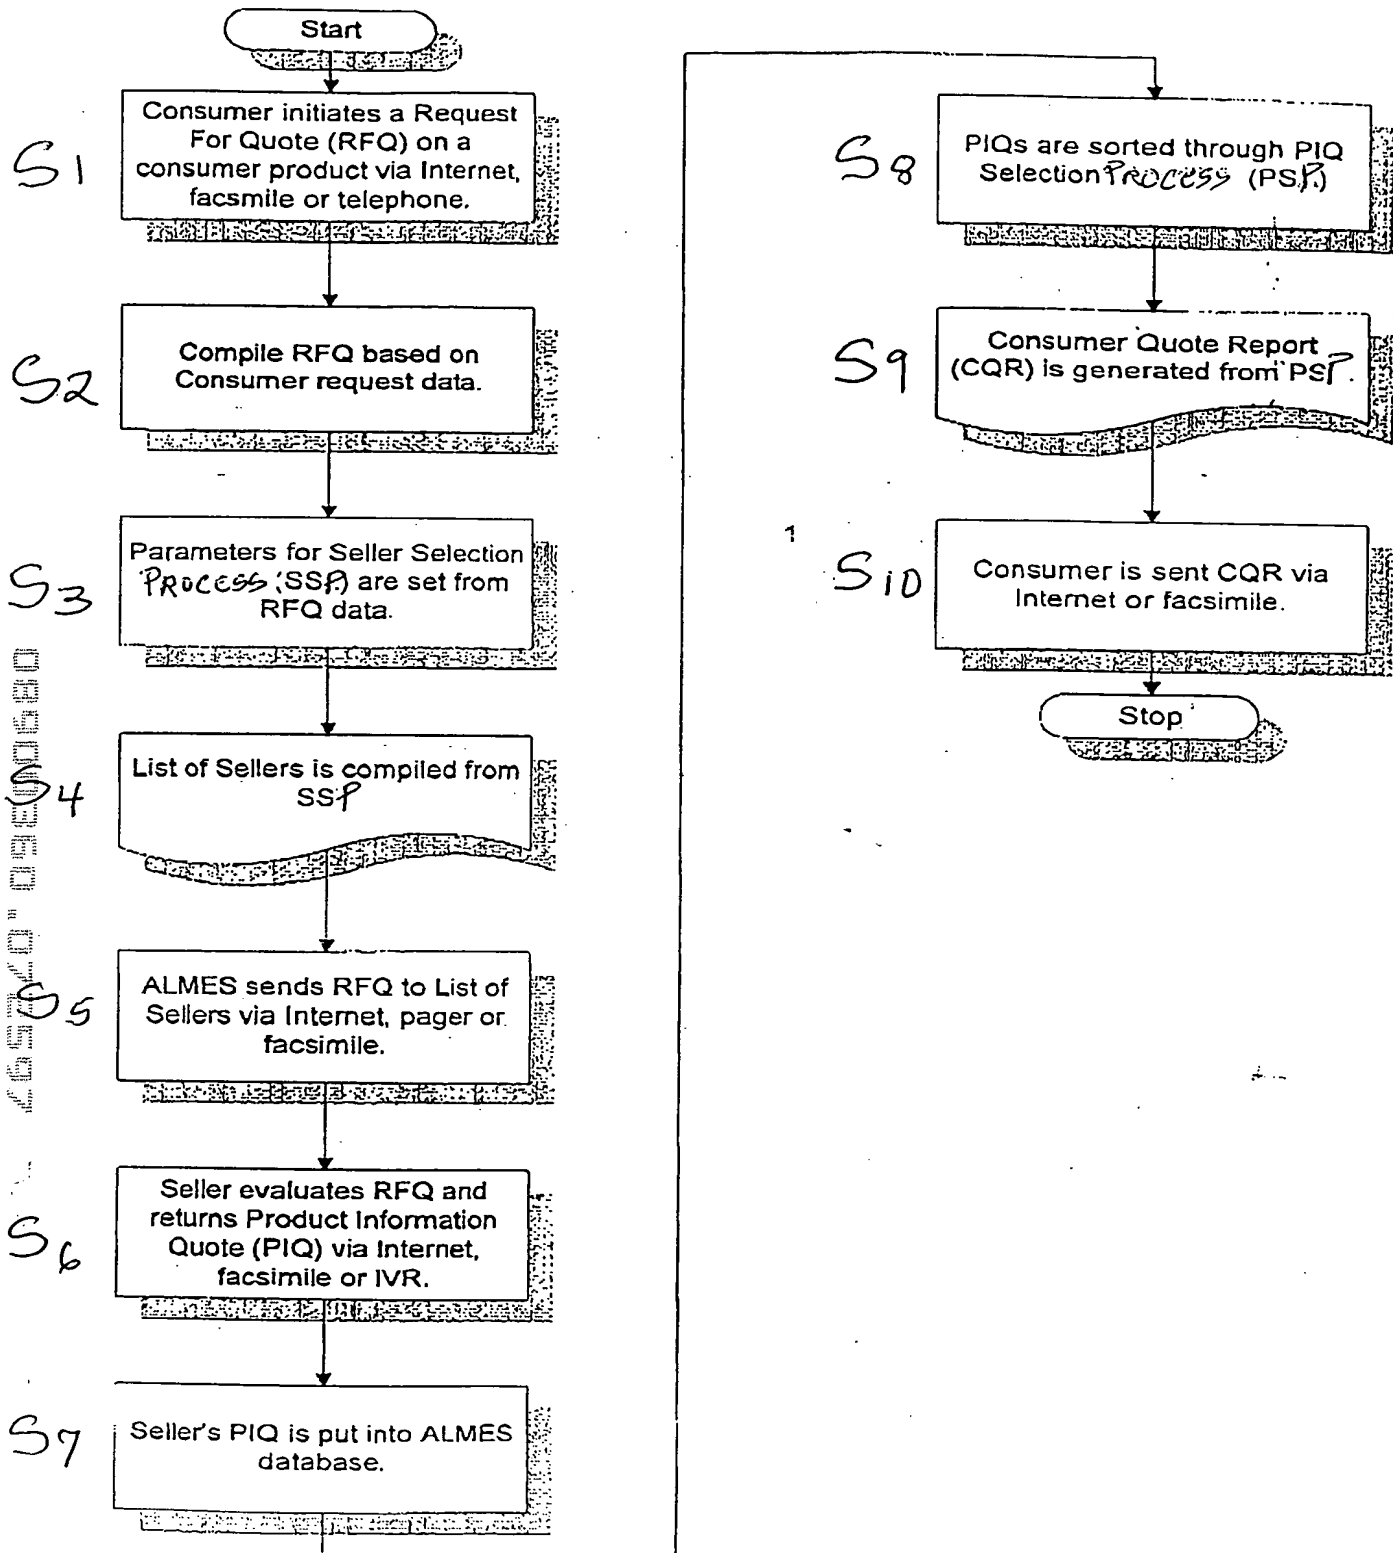 Start
S1
Consumer initiates a Request
For Quote (RFQ) on a
consumer product via Internet,
facsmile or telephone.
S2
Compile RFQ based on
Consumer request data.
S3
Parameters for Seller Selection
PROCESS (SSP) are set from
RFQ data.
S4
List of Sellers is compiled from
SSP
S5
ALMES sends RFQ to List of
Sellers via Internet, pager or
facsimile.
S6
Seller evaluates RFQ and
returns Product Information
Quote (PIQ) via Internet,
facsimile or IVR.
S7
Seller's PIQ is put into ALMES
database.
S8
PIQs are sorted through PIQ
Selection PROCESS (PSP)
S9
Consumer Quote Report
(CQR) is generated from PSP.
1
S10
Consumer is sent CQR via
Internet or facsimile.
Stop